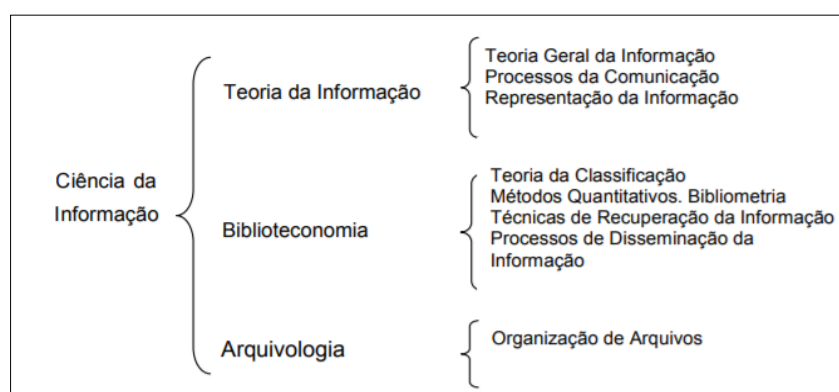 Ciência da
Informação
Teoria da Informação
Teoria Geral da Informação
Processos da Comunicação
Representação da Informação
Biblioteconomia
Teoria da Classificação
Métodos Quantitativos. Bibliometria
Técnicas de Recuperação da Informação
Processos de Disseminação da
Informação
Arquivologia
Organização de Arquivos